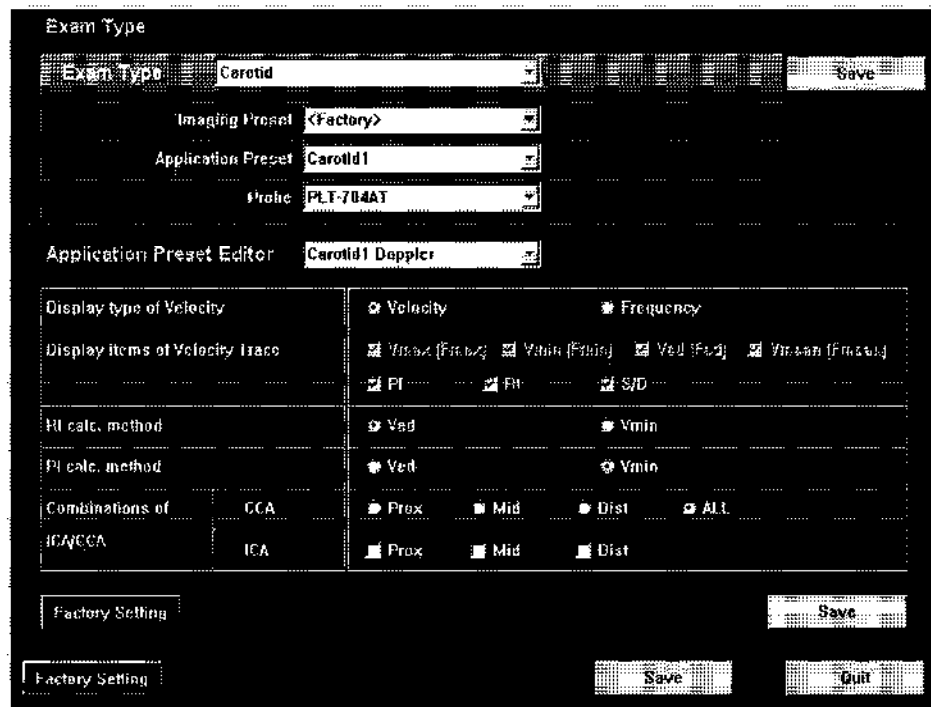 Exam Type
Exam Type Carotid Save
Imaging Preset <Factory>
Application Preset Carotid1
Probe PLT-704AT
Application Preset Editor Carotid1 Doppler
Display type of Velocity Velocity Frequency
Display items of Velocity Trace Vmax (Fmax) Vmin (Fmin) Ved (Fed) Vmean (Fmean)
PI RI S/D
RI calc. method Ved Vmin
PI calc. method Ved Vmin
Combinations of CCA Prox Mid Dist ALL
ICA/CCA ICA Prox Mid Dist
Factory Setting Save
Factory Setting Save Quit